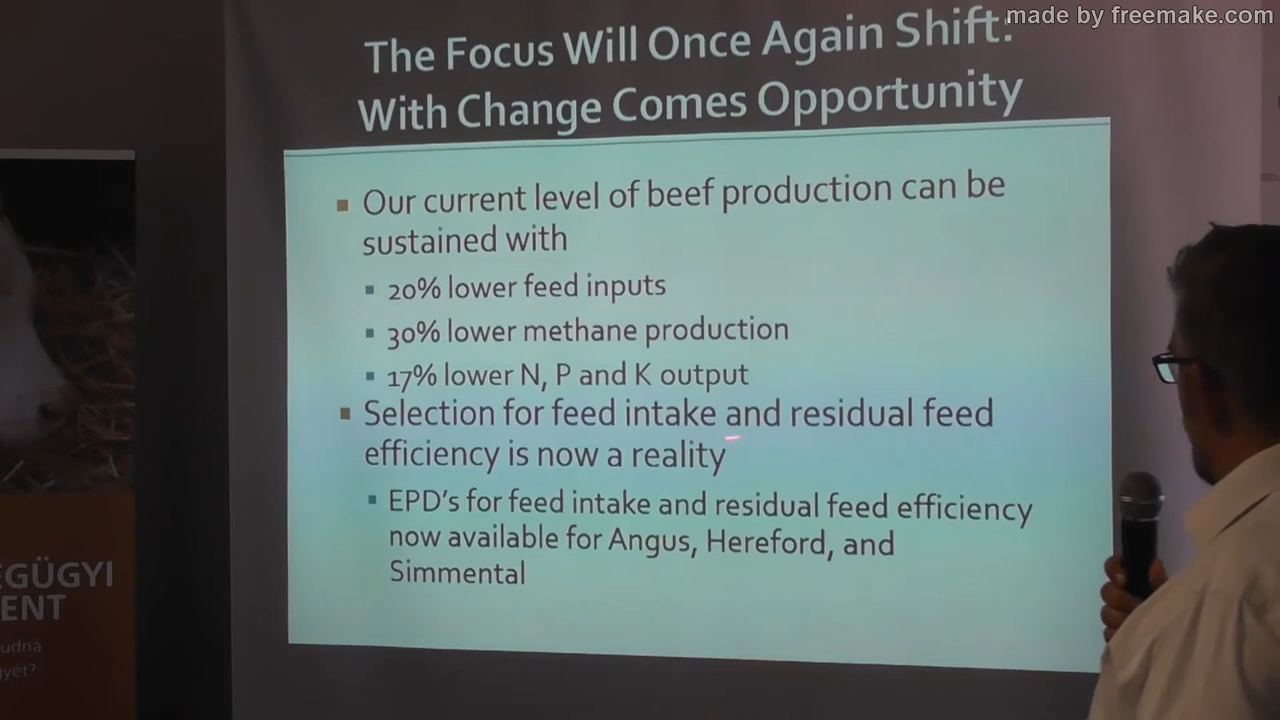 made by freemake.com
The Focus Will Once Again Shift:
With Change Comes Opportunity
Our current level of beef production can be
sustained with
20% lower feed inputs
30% lower methane production
17% lower N, P and K output
Selection for feed intake and residual feed
efficiency is now a reality
EPD's for feed intake and residual feed efficiency
now available for Angus, Hereford, and
Simmental
EGÜGYI
ENT
udná
gyét?